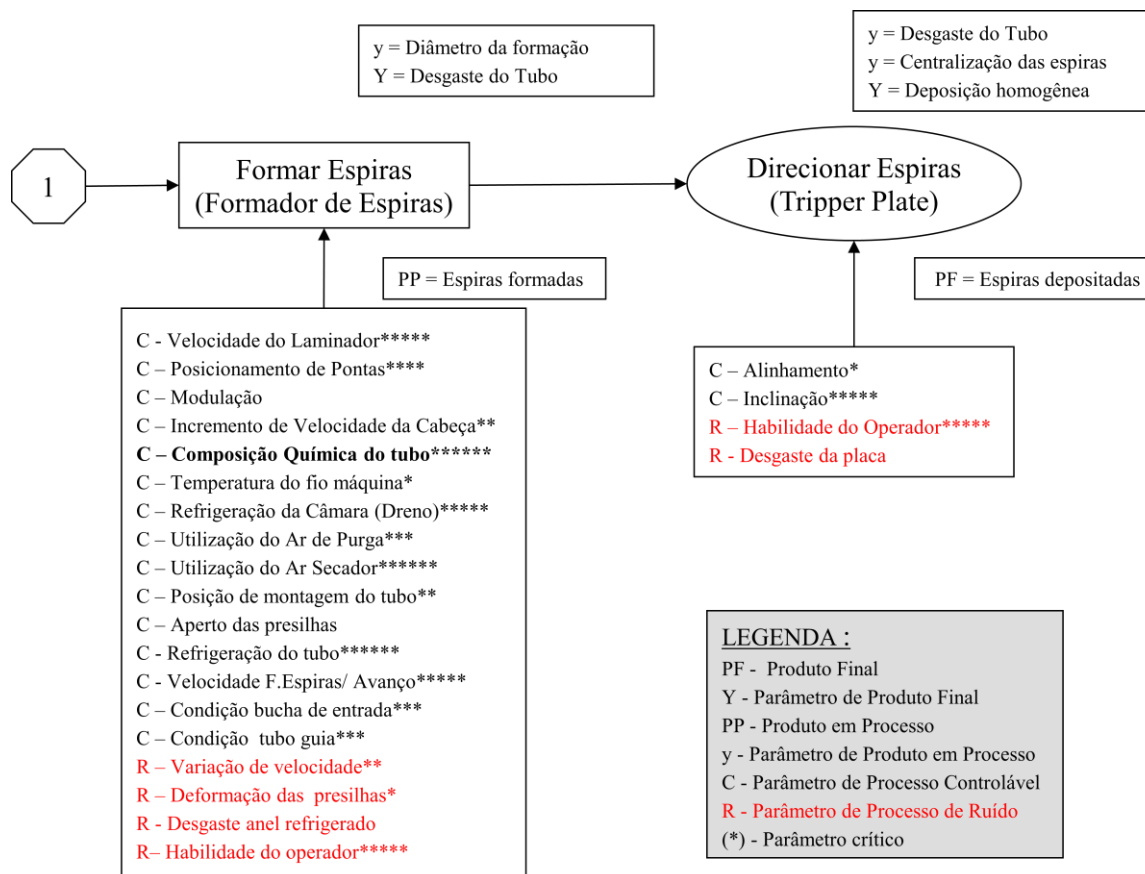 y = Diâmetro da formação
Y = Desgaste do Tubo
y = Desgaste do Tubo
y = Centralização das espiras
Y = Deposição homogênea
1
Formar Espiras
(Formador de Espiras)
Direcionar Espiras
(Tripper Plate)
PP = Espiras formadas
PF = Espiras depositadas
C - Velocidade do Laminador*****
C – Posicionamento de Pontas****
C – Modulação
C – Incremento de Velocidade da Cabeça**
C – Composição Química do tubo******
C – Temperatura do fio máquina*
C – Refrigeração da Câmara (Dreno)*****
C – Utilização do Ar de Purga***
C – Utilização do Ar Secador******
C – Posição de montagem do tubo**
C – Aperto das presilhas
C - Refrigeração do tubo******
C - Velocidade F.Espiras/ Avanço*****
C – Condição bucha de entrada***
C – Condição tubo guia***
R – Variação de velocidade**
R – Deformação das presilhas*
R - Desgaste anel refrigerado
R– Habilidade do operador*****
C – Alinhamento*
C – Inclinação*****
R – Habilidade do Operador*****
R - Desgaste da placa
LEGENDA :
PF - Produto Final
Y - Parâmetro de Produto Final
PP - Produto em Processo
y - Parâmetro de Produto em Processo
C - Parâmetro de Processo Controlável
R - Parâmetro de Processo de Ruído
(*) - Parâmetro crítico